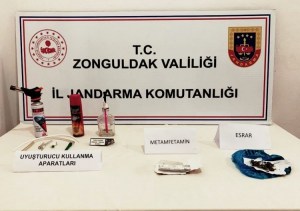 T.C.
ZONGULDAK VALİLİĞİ
İL JANDARMA KOMUTANLIĞI
UYUŞTURUCU KULLANMA
APARATLARI
METAMFETAMİN
ESRAR